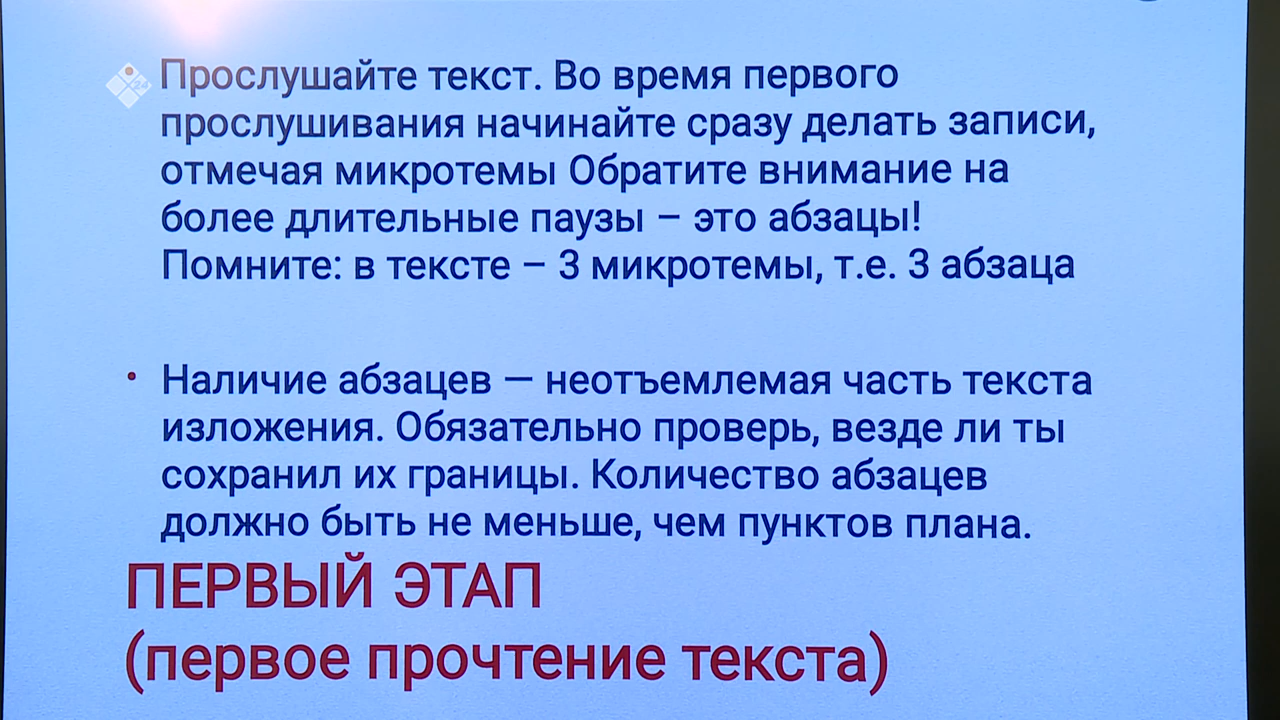 Прослушайте текст. Во время первого
прослушивания начинайте сразу делать записи,
отмечая микротемы Обратите внимание на
более длительные паузы – это абзацы!
Помните: в тексте – 3 микротемы, т.е. 3 абзаца
• Наличие абзацев — неотъемлемая часть текста
изложения. Обязательно проверь, везде ли ты
сохранил их границы. Количество абзацев
должно быть не меньше, чем пунктов плана.
ПЕРВЫЙ ЭТАП
(первое прочтение текста)